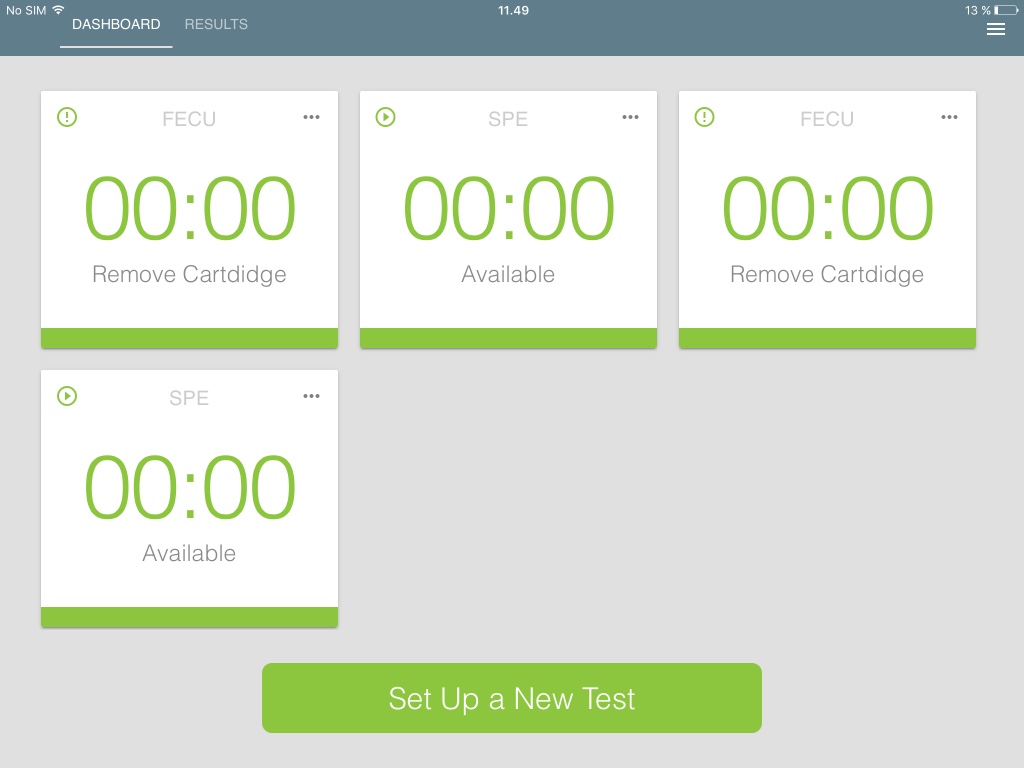 No SIM 11.49 13 %
DASHBOARD RESULTS
FECU SPE FECU
00:00 00:00 00:00
Remove Cartdidge Available Remove Cartdidge
SPE
00:00
Available
Set Up a New Test